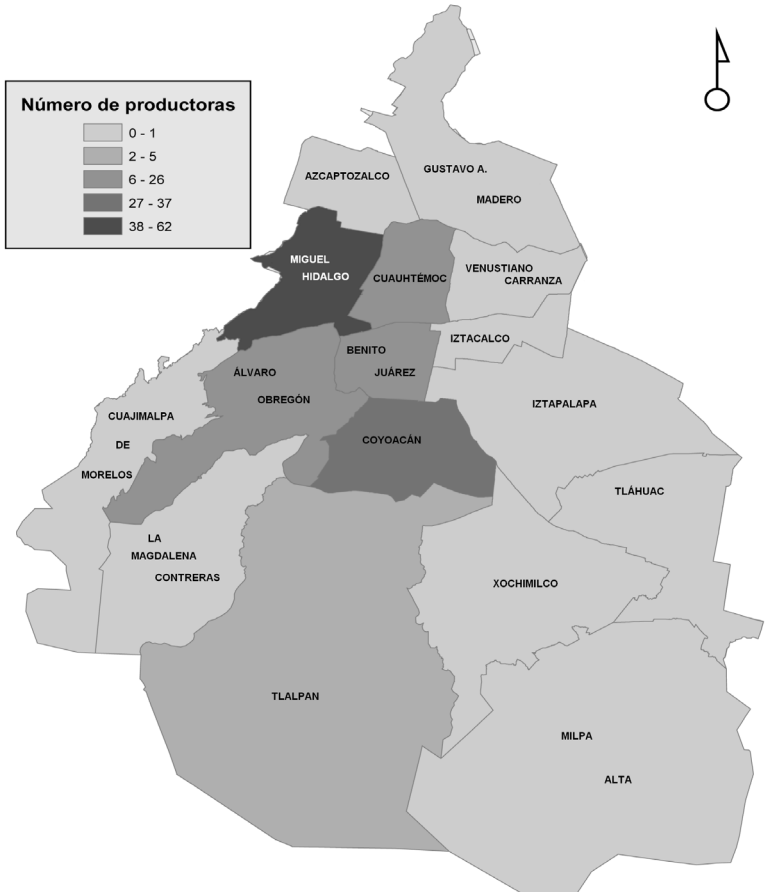 Número de productoras
0 - 1
2 - 5
6 - 26
27 - 37
38 - 62
GUSTAVO A.
MADERO
AZCAPTOZALCO
MIGUEL
HIDALGO
CUAUHTÉMOC
VENUSTIANO
CARRANZA
IZTACALCO
BENITO
JUÁREZ
ÁLVARO
OBREGÓN
IZTAPALAPA
CUAJIMALPA
DE
MORELOS
COYOACÁN
TLÁHUAC
LA
MAGDALENA
CONTRERAS
XOCHIMILCO
TLALPAN
MILPA
ALTA